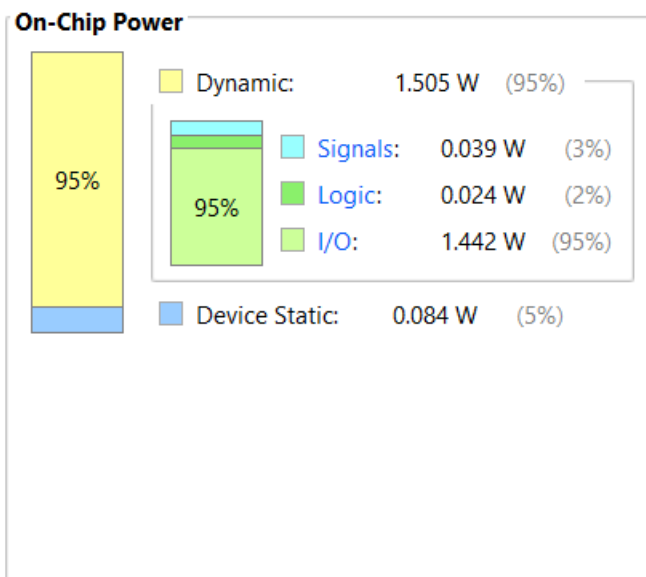 On-Chip Power
Dynamic: 1.505 W (95%)
95%
Signals: 0.039 W (3%)
Logic: 0.024 W (2%)
95%
I/O: 1.442 W (95%)
Device Static: 0.084 W (5%)